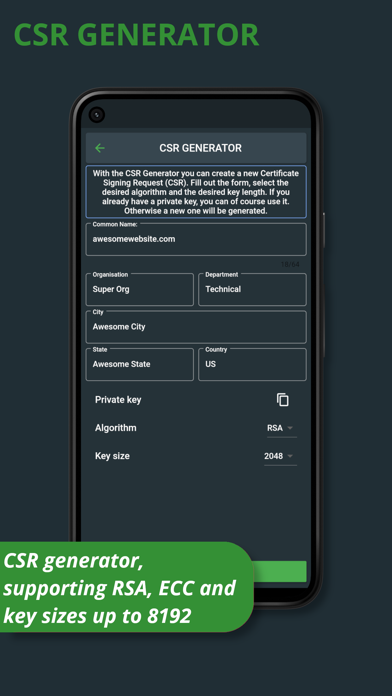 CSR GENERATOR
CSR GENERATOR
With the CSR Generator you can create a new Certificate
Signing Request (CSR). Fill out the form, select the
desired algorithm and the desired key length. If you
already have a private key, you can of course use it.
Otherwise a new one will be generated.
Common Name:
awesomewebsite.com
18/64
Organisation
Department
Super Org
Technical
City
Awesome City
State
Country
Awesome State
US
Private key
Algorithm
RSA
Key size
2048
CSR generator,
supporting RSA, ECC and
key sizes up to 8192